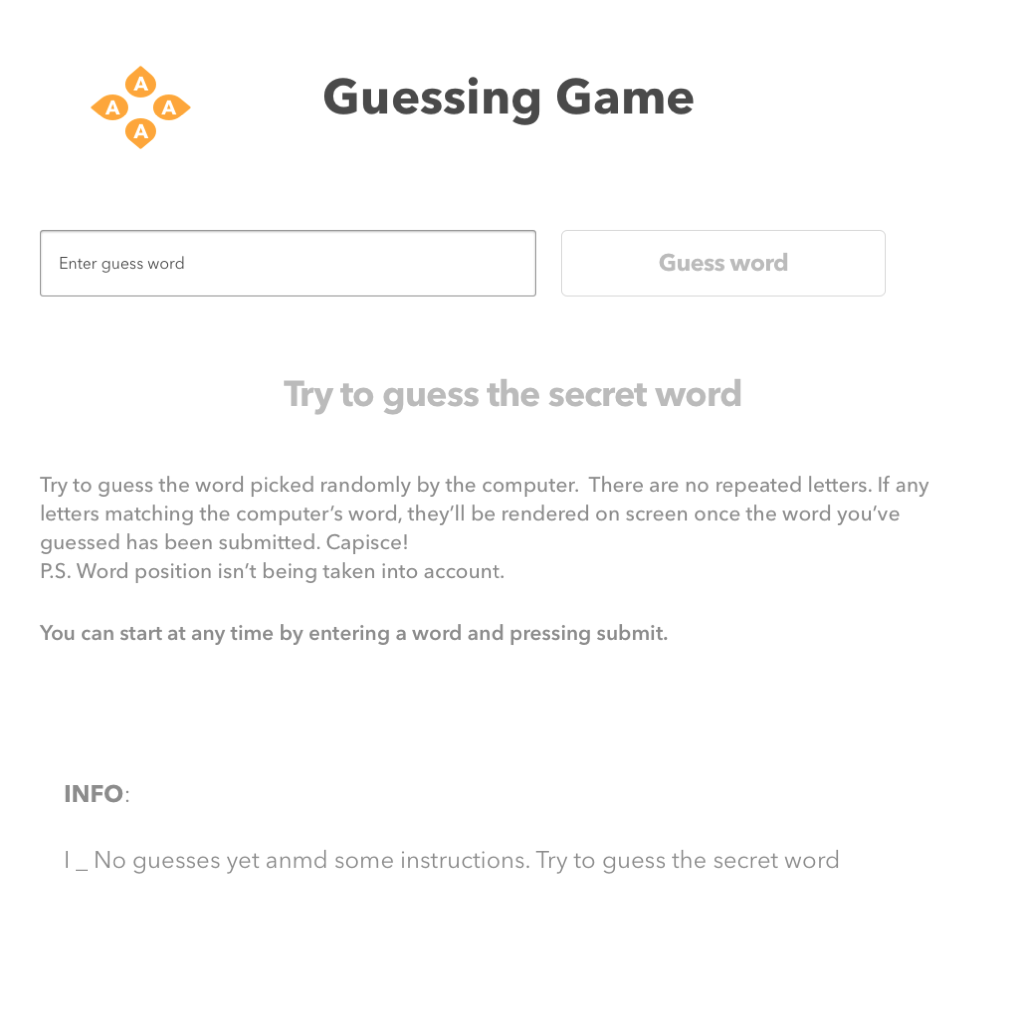 A
A A
A
Guessing Game
Enter guess word
Guess word
Try to guess the secret word
Try to guess the word picked randomly by the computer.  There are no repeated letters. If any
letters matching the computer’s word, they’ll be rendered on screen once the word you’ve
guessed has been submitted. Capisce!
P.S. Word position isn’t being taken into account.
You can start at any time by entering a word and pressing submit.
INFO:
I _ No guesses yet anmd some instructions. Try to guess the secret word